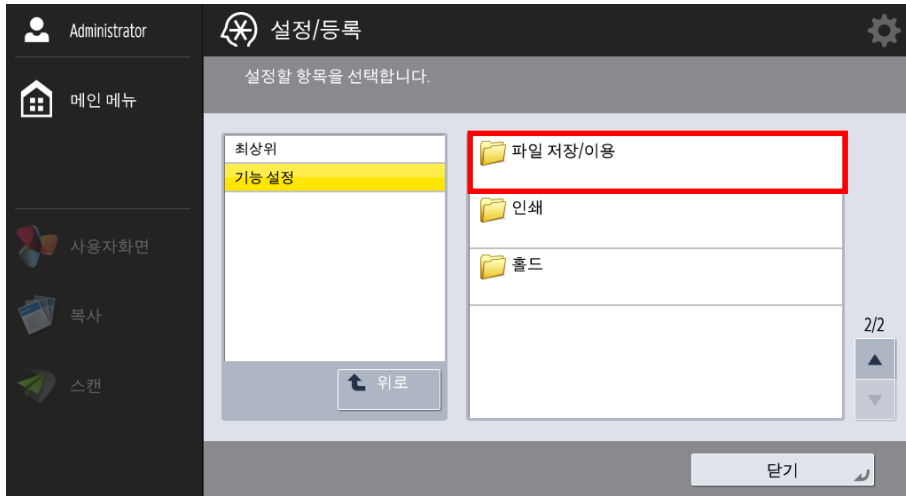 Administrator
설정/등록
설정할 항목을 선택합니다.
메인 메뉴
최상위
기능 설정
파일 저장/이용
인쇄
홀드
사용자화면
복사
스캔
2/2
위로
닫기